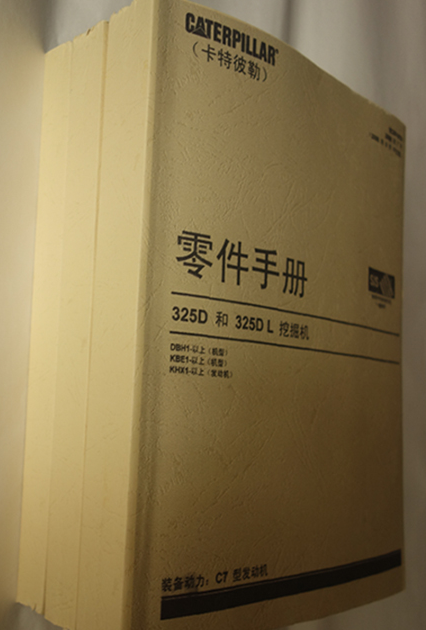 CATERPILLAR
（卡特彼勒）
零件手册
325D 和 325D L 挖掘机
DBH1-以上（机型）
KBE1-以上（机型）
KHX1-以上（发动机）
装备动力：C7 型发动机